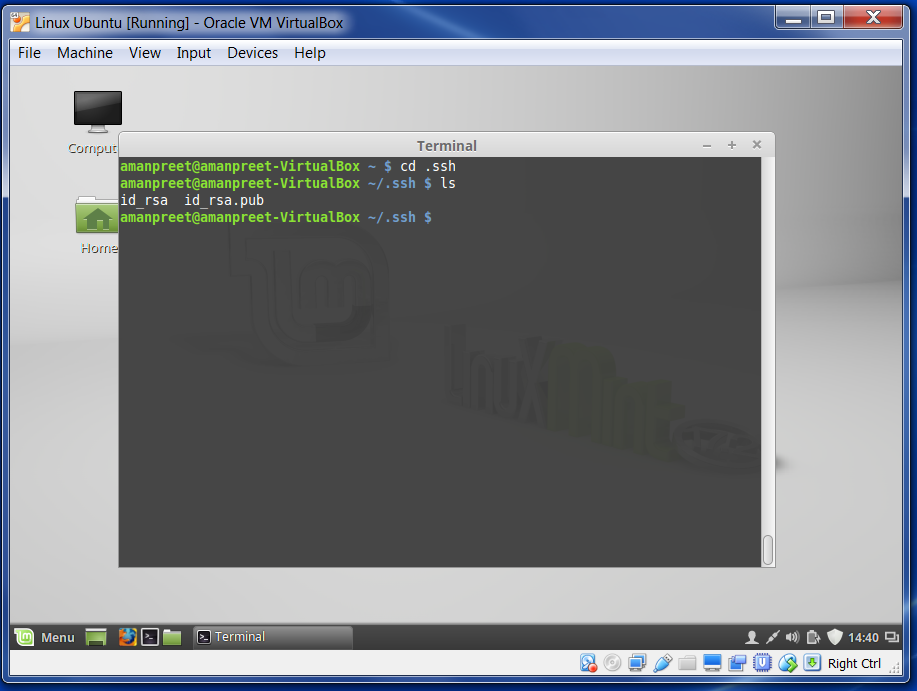 Linux Ubuntu [Running] - Oracle VM VirtualBox
File Machine View Input Devices Help
Comput
Home
Terminal
amanpreet@amanpreet-VirtualBox ~ $ cd .ssh
amanpreet@amanpreet-VirtualBox ~/.ssh $ ls
id_rsa id_rsa.pub
amanpreet@amanpreet-VirtualBox ~/.ssh $
LinuxMint
Menu
Terminal
14:40
Right Ctrl